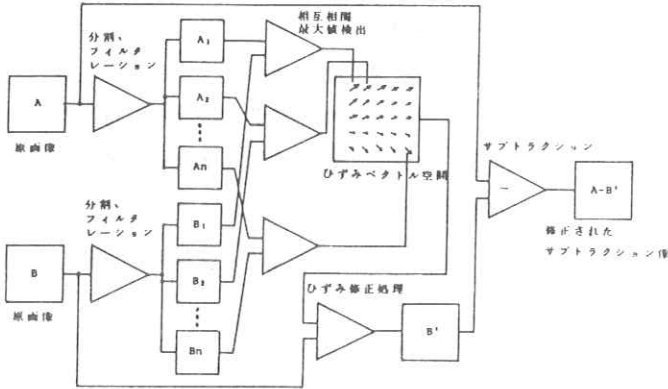 相互相関
最大値検出
分割、
フィルタ
レーション
A1
A
A2
原画像
An
サブトラクション
ひずみベクトル空間
−
A-B'
分割、
フィルタ
レーション
B1
修正された
サブトラクション像
B
B2
ひずみ修正処理
原画像
Bn
B'